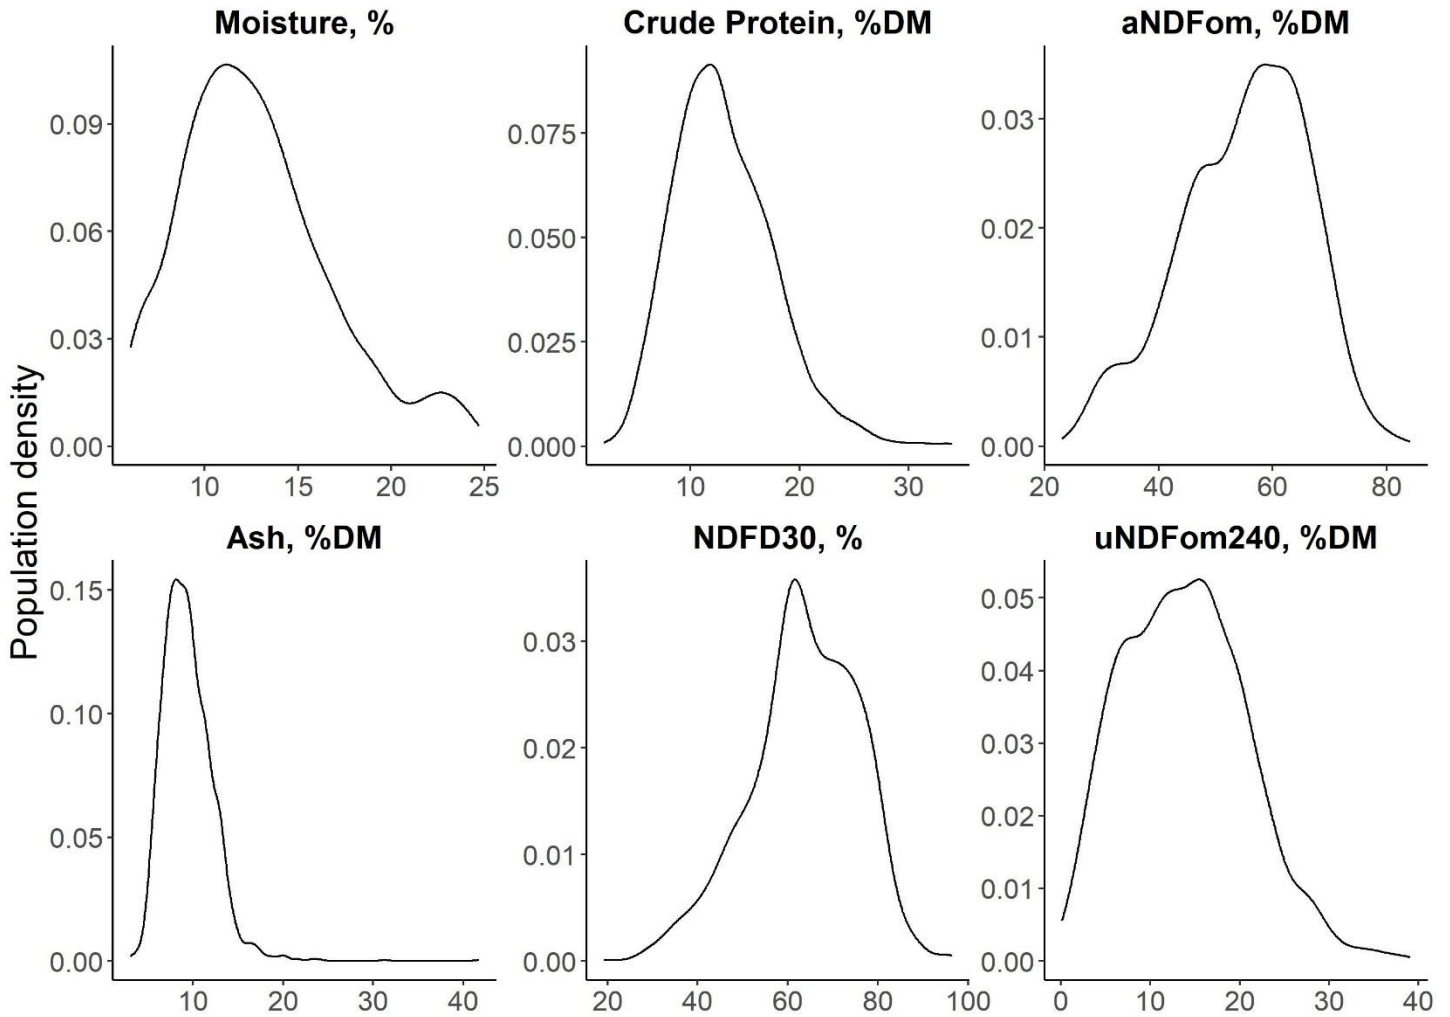 Population density
Moisture, %
0.09
0.06
0.03
0.00
10 15 20 25
Crude Protein, %DM
0.075
0.050
0.025
0.000
10 20 30
aNDFom, %DM
0.03
0.02
0.01
0.00
20 40 60 80
Ash, %DM
0.15
0.10
0.05
0.00
10 20 30 40
NDFD30, %
0.03
0.02
0.01
0.00
20 40 60 80 100
uNDFom240, %DM
0.05
0.04
0.03
0.02
0.01
0.00
0 10 20 30 40